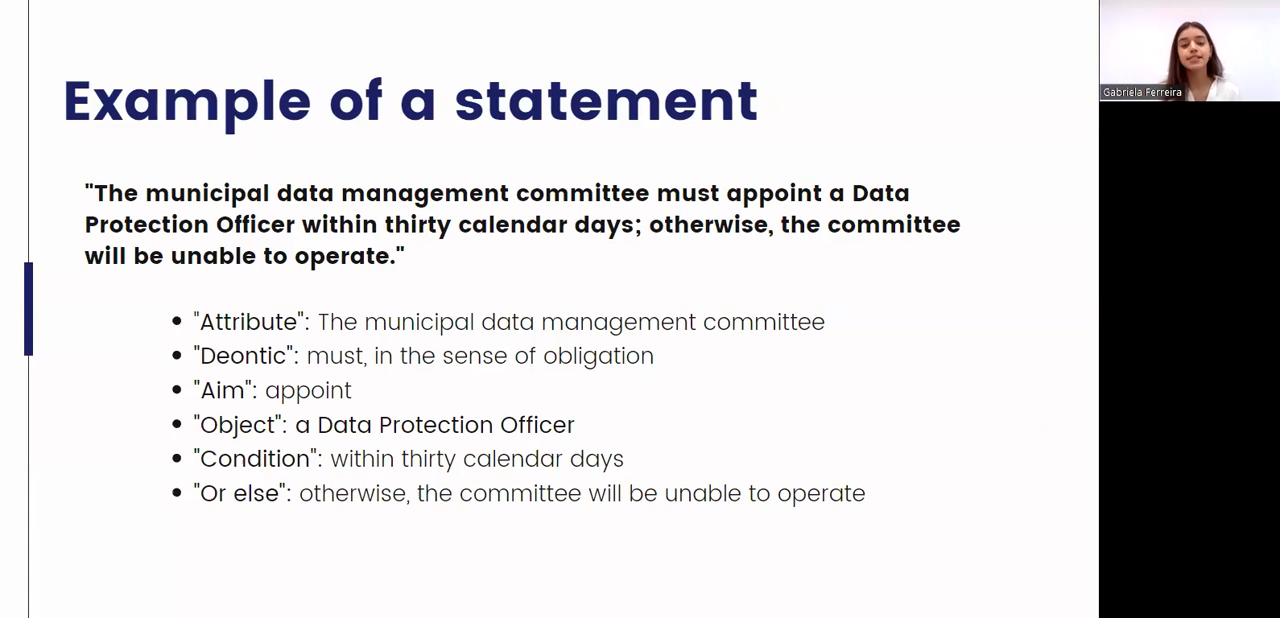 Example of a statement
"The municipal data management committee must appoint a Data
Protection Officer within thirty calendar days; otherwise, the committee
will be unable to operate."
• "Attribute": The municipal data management committee
• "Deontic": must, in the sense of obligation
• "Aim": appoint
• "Object": a Data Protection Officer
• "Condition": within thirty calendar days
• "Or else": otherwise, the committee will be unable to operate
Gabriela Ferreira